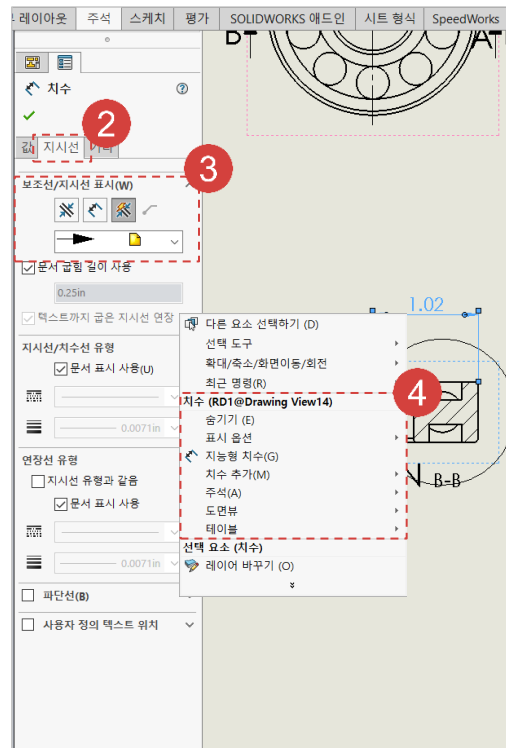 레이아웃 주석 스케치 평가 SOLIDWORKS 애드인 시트 형식 SpeedWorks
D A
치수
2
값 지시선
3
보조선/지시선 표시(W)
문서 굽힘 길이 사용
0.25in
텍스트까지 굽은 지시선 연장
지시선/치수선 유형
문서 표시 사용(U)
0.0071in
연장선 유형
지시선 유형과 같음
문서 표시 사용
0.0071in
파단선(B)
사용자 정의 텍스트 위치
1.02
다른 요소 선택하기 (D)
선택 도구
확대/축소/화면이동/회전
최근 명령(R)
치수 (RD1@Drawing View14)
4
숨기기 (E)
표시 옵션
지능형 치수(G)
치수 추가(M)
주석(A)
도면뷰
테이블
선택 요소 (치수)
레이어 바꾸기 (O)
B-B